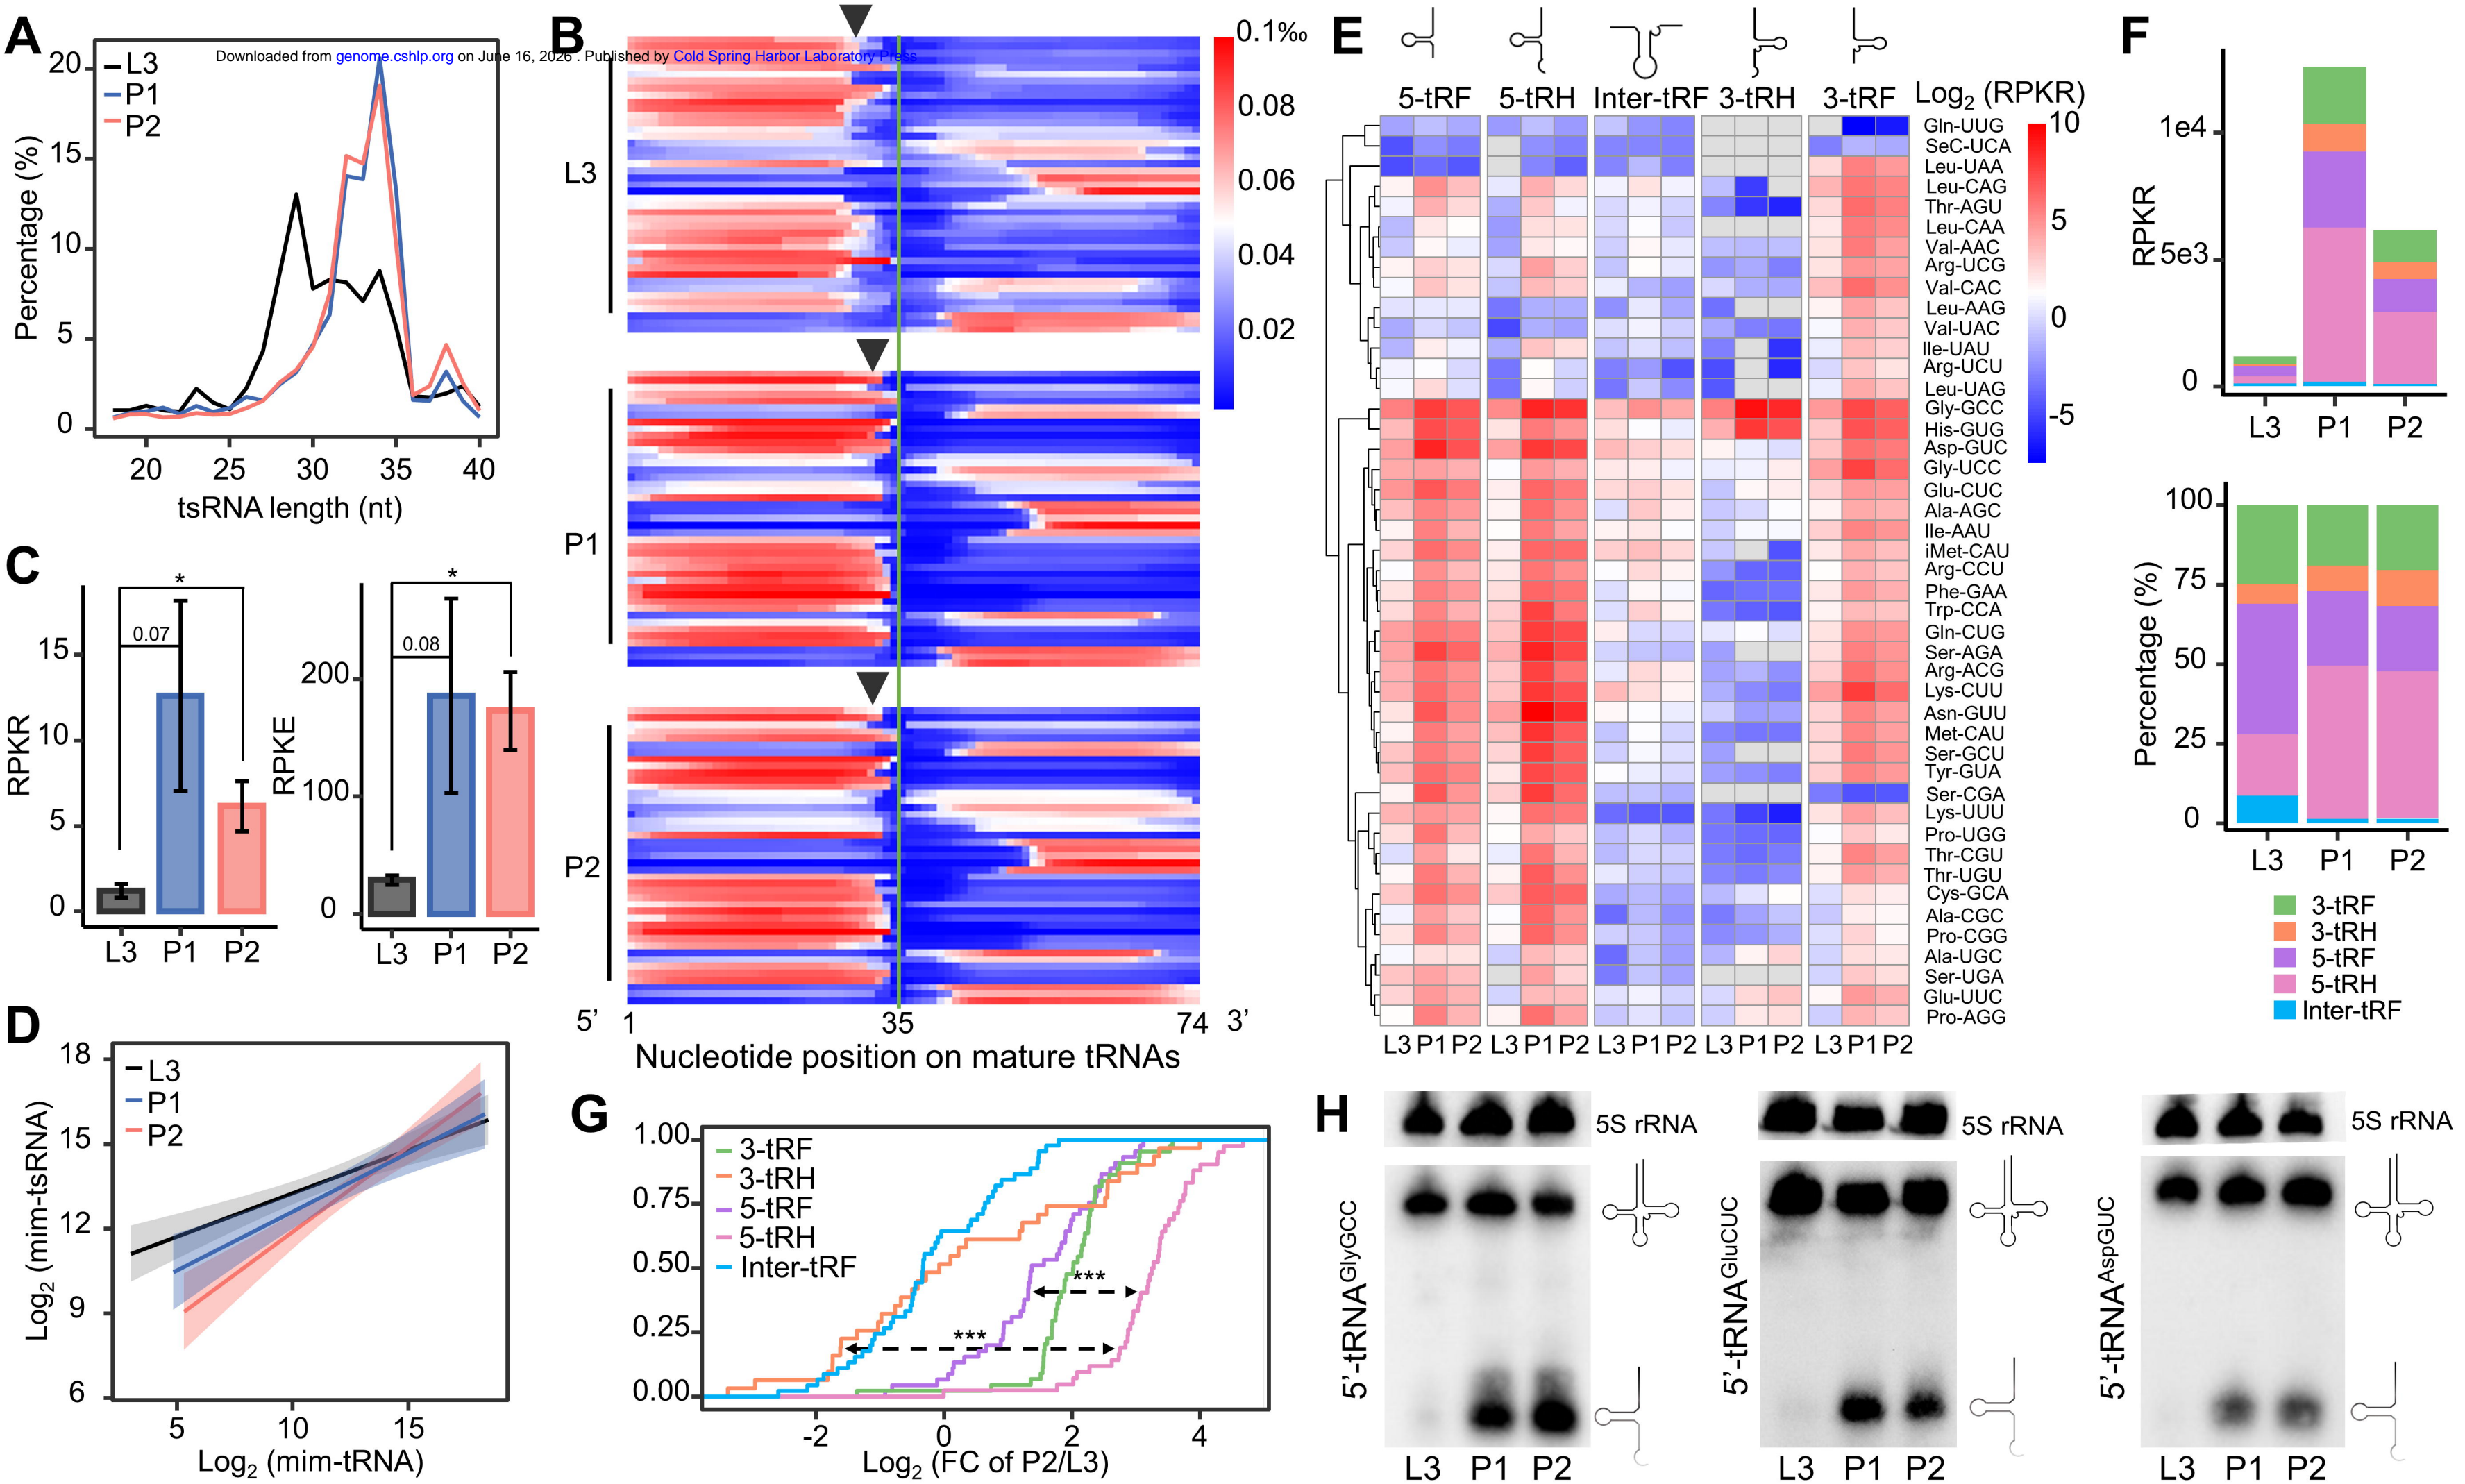 Downloaded from genome.cshlp.org on June 16, 2026 . Published by Cold Spring Harbor Laboratory Press
A
L3
P1
P2
20
15
10
5
0
Percentage (%)
20 25 30 35 40
tsRNA length (nt)
B
L3
P1
P2
0.1‰
0.08
0.06
0.04
0.02
5’ 1 35 74 3’
Nucleotide position on mature tRNAs
C
RPKR
15
10
5
0
0.07
*
L3 P1 P2
RPKE
200
100
0
0.08
*
L3 P1 P2
D
L3
P1
P2
18
15
12
9
6
Log2 (mim-tsRNA)
5 10 15
Log2 (mim-tRNA)
E
5-tRF 5-tRH Inter-tRF 3-tRH 3-tRF
Log2 (RPKR)
10
5
0
-5
Gln-UUG
SeC-UCA
Leu-UAA
Leu-CAG
Thr-AGU
Leu-CAA
Val-AAC
Arg-UCG
Val-CAC
Leu-AAG
Val-UAC
Ile-UAU
Arg-UCU
Leu-UAG
Gly-GCC
His-GUG
Asp-GUC
Gly-UCC
Glu-CUC
Ala-AGC
Ile-AAU
iMet-CAU
Arg-CCU
Phe-GAA
Trp-CCA
Gln-CUG
Ser-AGA
Arg-ACG
Lys-CUU
Asn-GUU
Met-CAU
Ser-GCU
Tyr-GUA
Ser-CGA
Lys-UUU
Pro-UGG
Thr-CGU
Thr-UGU
Cys-GCA
Ala-CGC
Pro-CGG
Ala-UGC
Ser-UGA
Glu-UUC
Pro-AGG
L3 P1 P2 L3 P1 P2 L3 P1 P2 L3 P1 P2 L3 P1 P2
F
RPKR
1e4
5e3
0
L3 P1 P2
Percentage (%)
100
75
50
25
0
L3 P1 P2
3-tRF
3-tRH
5-tRF
5-tRH
Inter-tRF
G
1.00
0.75
0.50
0.25
0.00
3-tRF
3-tRH
5-tRF
5-tRH
Inter-tRF
***
***
-2 0 2 4
Log2 (FC of P2/L3)
H
5S rRNA
5’-tRNAGlyGCC
L3 P1 P2
5S rRNA
5’-tRNAGluCUC
L3 P1 P2
5S rRNA
5’-tRNAAspGUC
L3 P1 P2